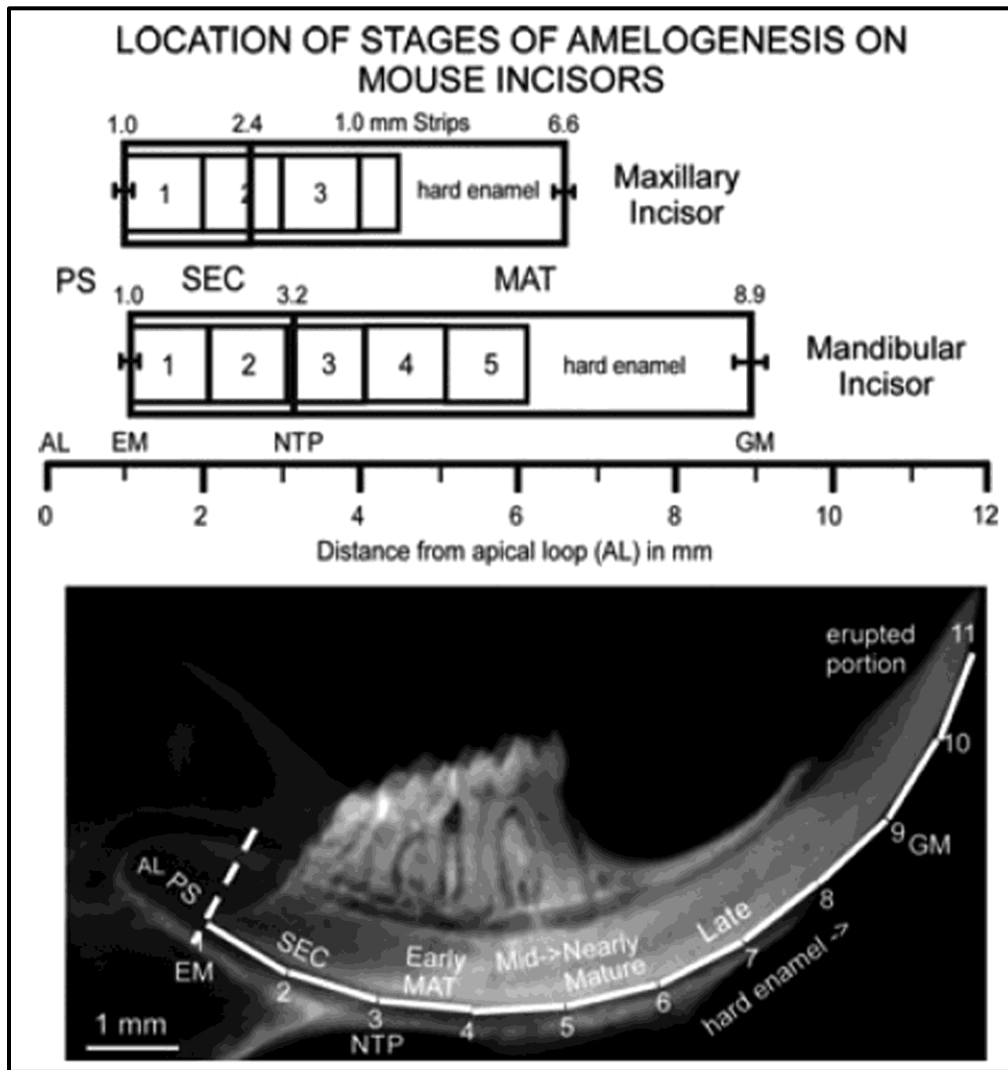 LOCATION OF STAGES OF AMELOGENESIS ON
MOUSE INCISORS
1.0 2.4 1.0 mm Strips 6.6
1 2 3 hard enamel
Maxillary
Incisor
PS SEC MAT
1.0 3.2 8.9
1 2 3 4 5 hard enamel
Mandibular
Incisor
AL EM NTP GM
0 2 4 6 8 10 12
Distance from apical loop (AL) in mm
erupted
portion
11
10
9 GM
8
AL PS
1
EM
SEC
2
Early
MAT
3
NTP
4
Mid->Nearly
Mature
5
6
Late
7
hard enamel ->
1 mm